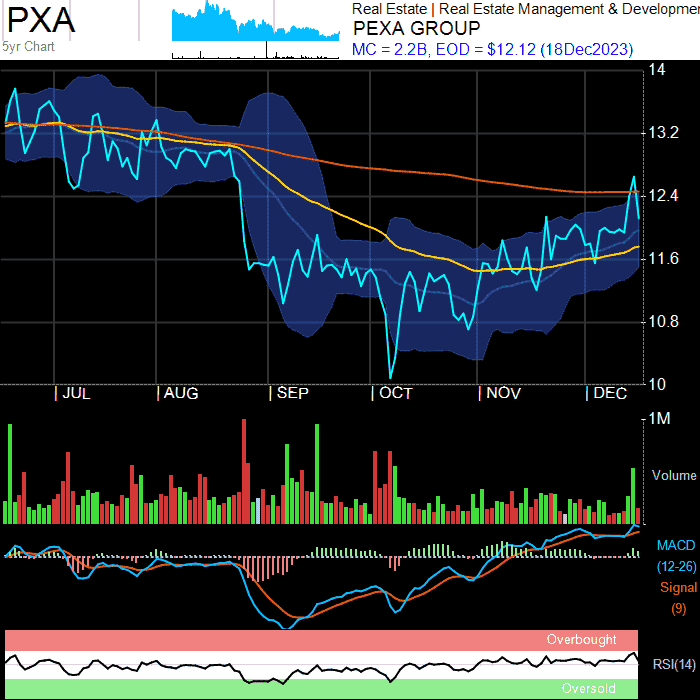 PXA
5yr Chart
Real Estate | Real Estate Management & Developmen
PEXA GROUP
MC = 2.2B, EOD = $12.12 (18Dec2023)
14
13.2
12.4
11.6
10.8
10
| JUL | AUG | SEP | OCT | NOV | DEC
1M
Volume
MACD
(12-26)
Signal
(9)
Overbought
RSI(14)
Oversold